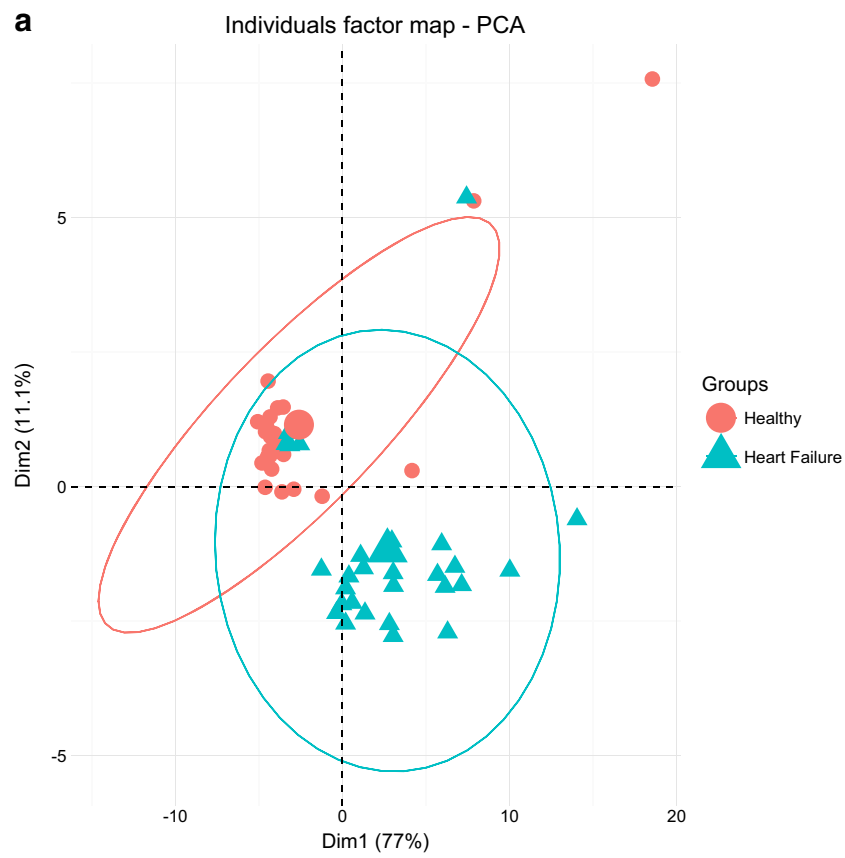 a
Individuals factor map - PCA
5
0
-5
-10
0
10
20
Dim1 (77%)
Dim2 (11.1%)
Groups
Healthy
Heart Failure